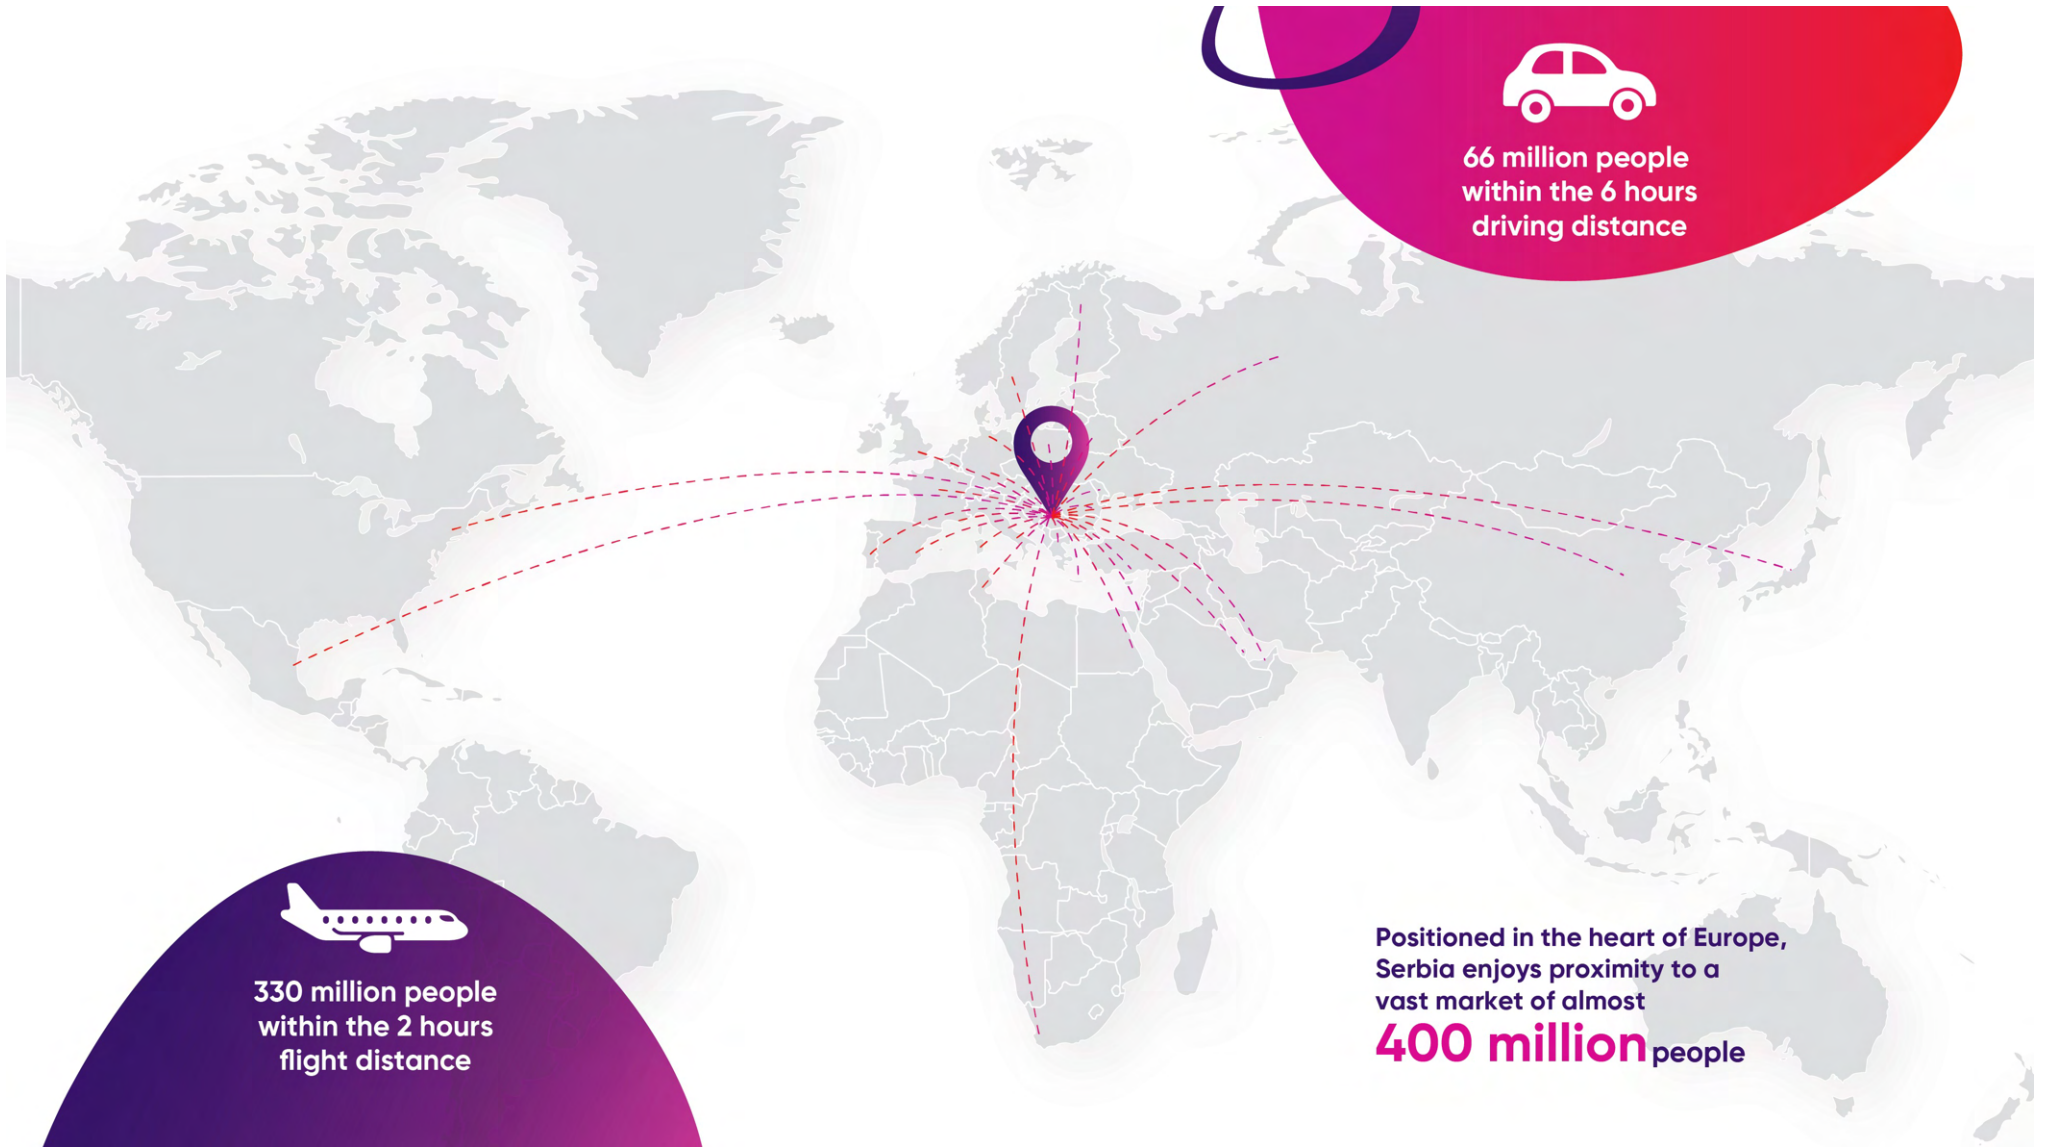 66 million people
within the 6 hours
driving distance
330 million people
within the 2 hours
flight distance
Positioned in the heart of Europe,
Serbia enjoys proximity to a
vast market of almost
400 million people